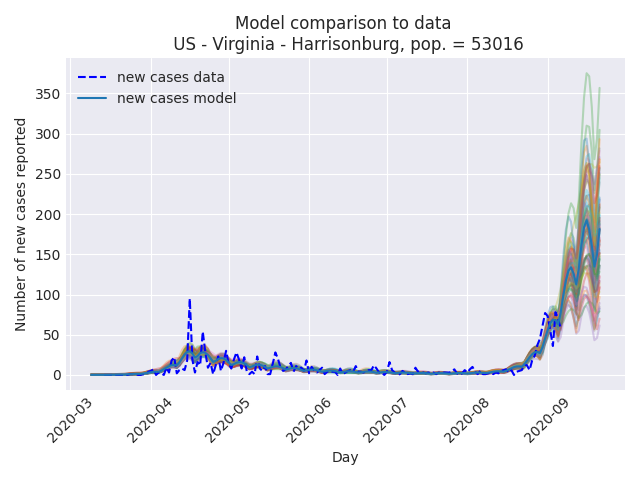 Model comparison to data
US - Virginia - Harrisonburg, pop. = 53016
new cases data
new cases model
Number of new cases reported
350
300
250
200
150
100
50
0
2020-03
2020-04
2020-05
2020-06
2020-07
2020-08
2020-09
Day